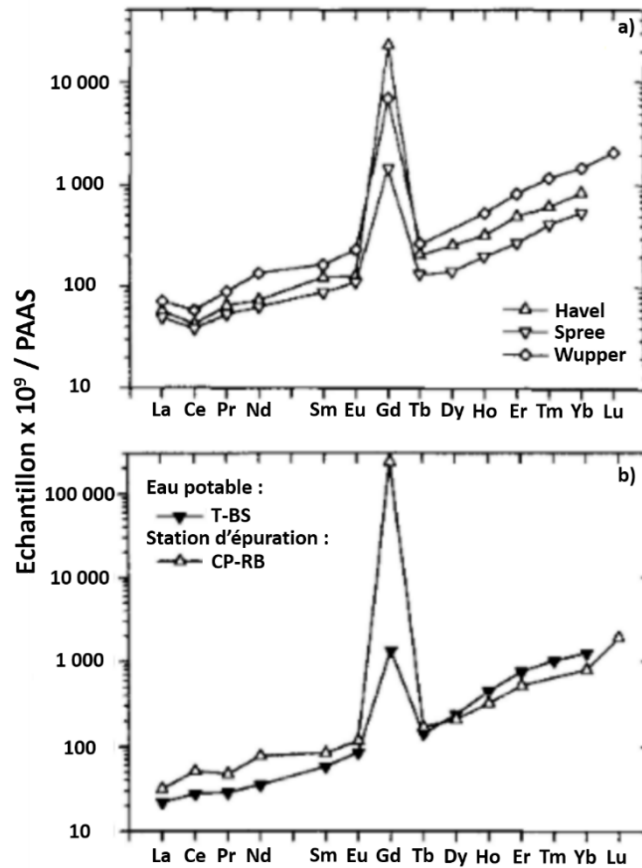 a)
10 000
1 000
100
10
Havel
Spree
Wupper
La Ce Pr Nd Sm Eu Gd Tb Dy Ho Er Tm Yb Lu
Echantillon x 10⁹ / PAAS
b)
Eau potable :
T-BS
Station d'épuration :
CP-RB
100 000
10 000
1 000
100
10
La Ce Pr Nd Sm Eu Gd Tb Dy Ho Er Tm Yb Lu